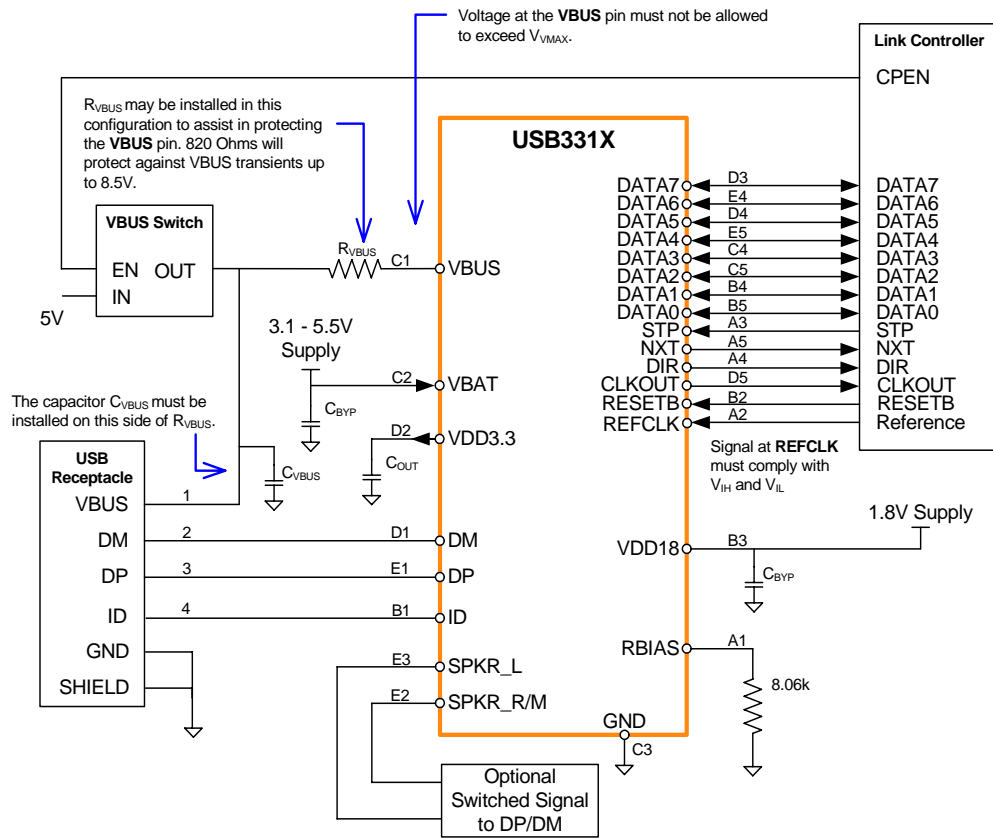 Voltage at the VBUS pin must not be allowed
to exceed VVMAX.
Link Controller
CPEN
RVBUS may be installed in this
configuration to assist in protecting
the VBUS pin. 820 Ohms will
protect against VBUS transients up
to 8.5V.
USB331X
VBUS Switch
EN OUT
IN
5V
RVBUS
C1
VBUS
3.1 - 5.5V
Supply
C2
VBAT
CBYP
D2
VDD3.3
COUT
The capacitor CVBUS must be
installed on this side of RVBUS.
CVBUS
USB
Receptacle
VBUS
1
DM
2
D1
DM
DP
3
E1
DP
ID
4
B1
ID
GND
SHIELD
E3
SPKR_L
E2
SPKR_R/M
Optional
Switched Signal
to DP/DM
GND
C3
DATA7 D3 DATA7
DATA6 E4 DATA6
DATA5 D4 DATA5
DATA4 E5 DATA4
DATA3 C4 DATA3
DATA2 C5 DATA2
DATA1 B4 DATA1
DATA0 B5 DATA0
STP A3 STP
NXT A5 NXT
DIR A4 DIR
CLKOUT D5 CLKOUT
RESETB B2 RESETB
REFCLK A2 Reference
Signal at REFCLK
must comply with
VIH and VIL
1.8V Supply
VDD18 B3
CBYP
RBIAS A1
8.06k